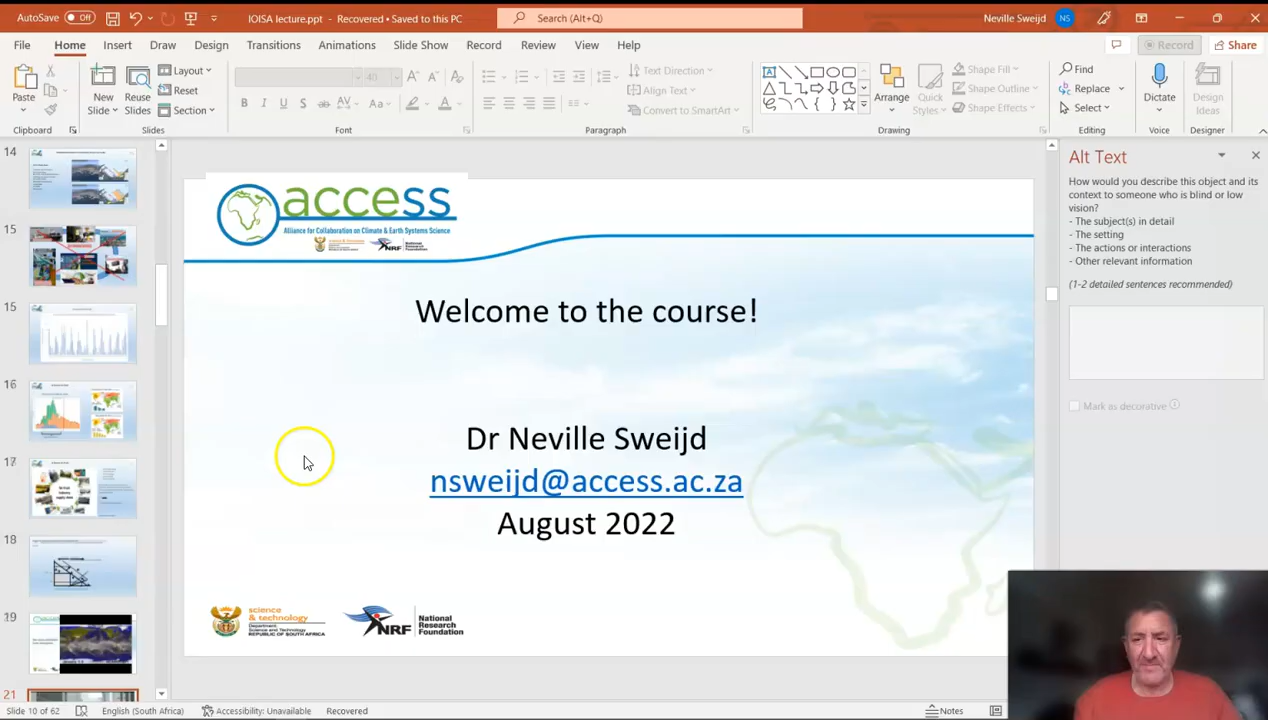 AutoSave Off
IOISA lecture.ppt - Recovered • Saved to this PC
Search (Alt+Q)
Neville Sweijd NS
File Home Insert Draw Design Transitions Animations Slide Show Record Review View Help
Record Share
Paste
Clipboard
New Slide
Reuse Slides
Layout
Reset
Section
Slides
40
B I U S ab AV Aa A
Font
Text Direction
Align Text
Convert to SmartArt
Paragraph
Arrange
Quick Styles
Shape Fill
Shape Outline
Shape Effects
Drawing
Find
Replace
Select
Editing
Dictate
Voice
Design Ideas
Designer
14
15
15
16
17
18
19
21
access
Alliance for Collaboration on Climate & Earth Systems Science
NRF
Welcome to the course!
Dr Neville Sweijd
nsweijd@access.ac.za
August 2022
science
& technology
Department:
Science and Technology
REPUBLIC OF SOUTH AFRICA
NRF
National
Research
Foundation
Alt Text
How would you describe this object and its
context to someone who is blind or low
vision?
- The subject(s) in detail
- The setting
- The actions or interactions
- Other relevant information
(1-2 detailed sentences recommended)
Mark as decorative
Slide 10 of 62
English (South Africa)
Accessibility: Unavailable
Recovered
Notes